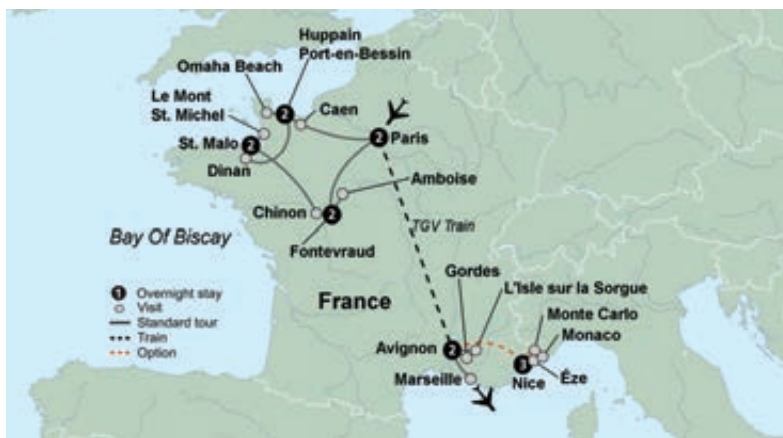 Huppain
Port-en-Bessin
Omaha Beach
2
Caen
Le Mont
St. Michel
St. Malo
2
Dinan
2
Paris
Amboise
Chinon
2
Fontevraud
TGV Train
Bay Of Biscay
1 Overnight stay
Visit
Standard tour
Train
Option
France
Gordes
L'Isle sur la Sorgue
Monte Carlo
Monaco
Avignon
2
Marseille
3
Nice
Èze